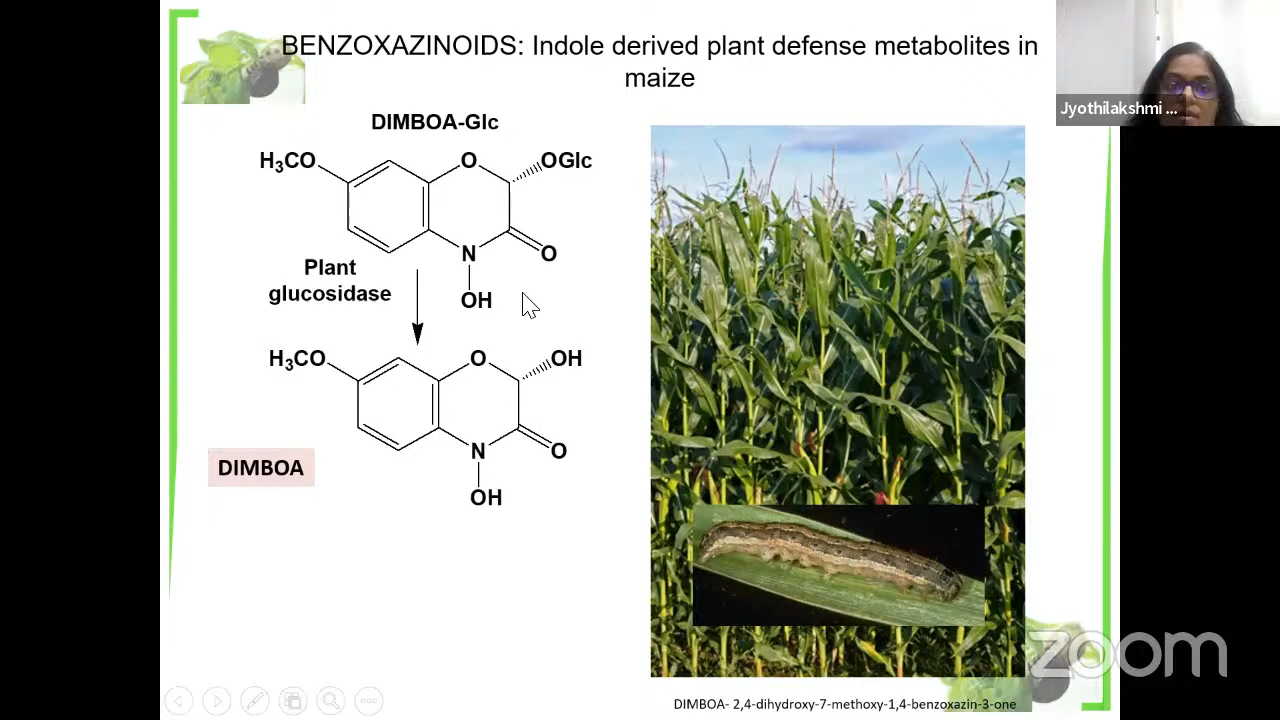 BENZOXAZINOIDS: Indole derived plant defense metabolites in
maize
Jyothilakshmi ...
DIMBOA-Glc
H₃CO
O
OGlc
N
O
OH
Plant
glucosidase
H₃CO
O
OH
N
O
OH
DIMBOA
zoom
DIMBOA- 2,4-dihydroxy-7-methoxy-1,4-benzoxazin-3-one